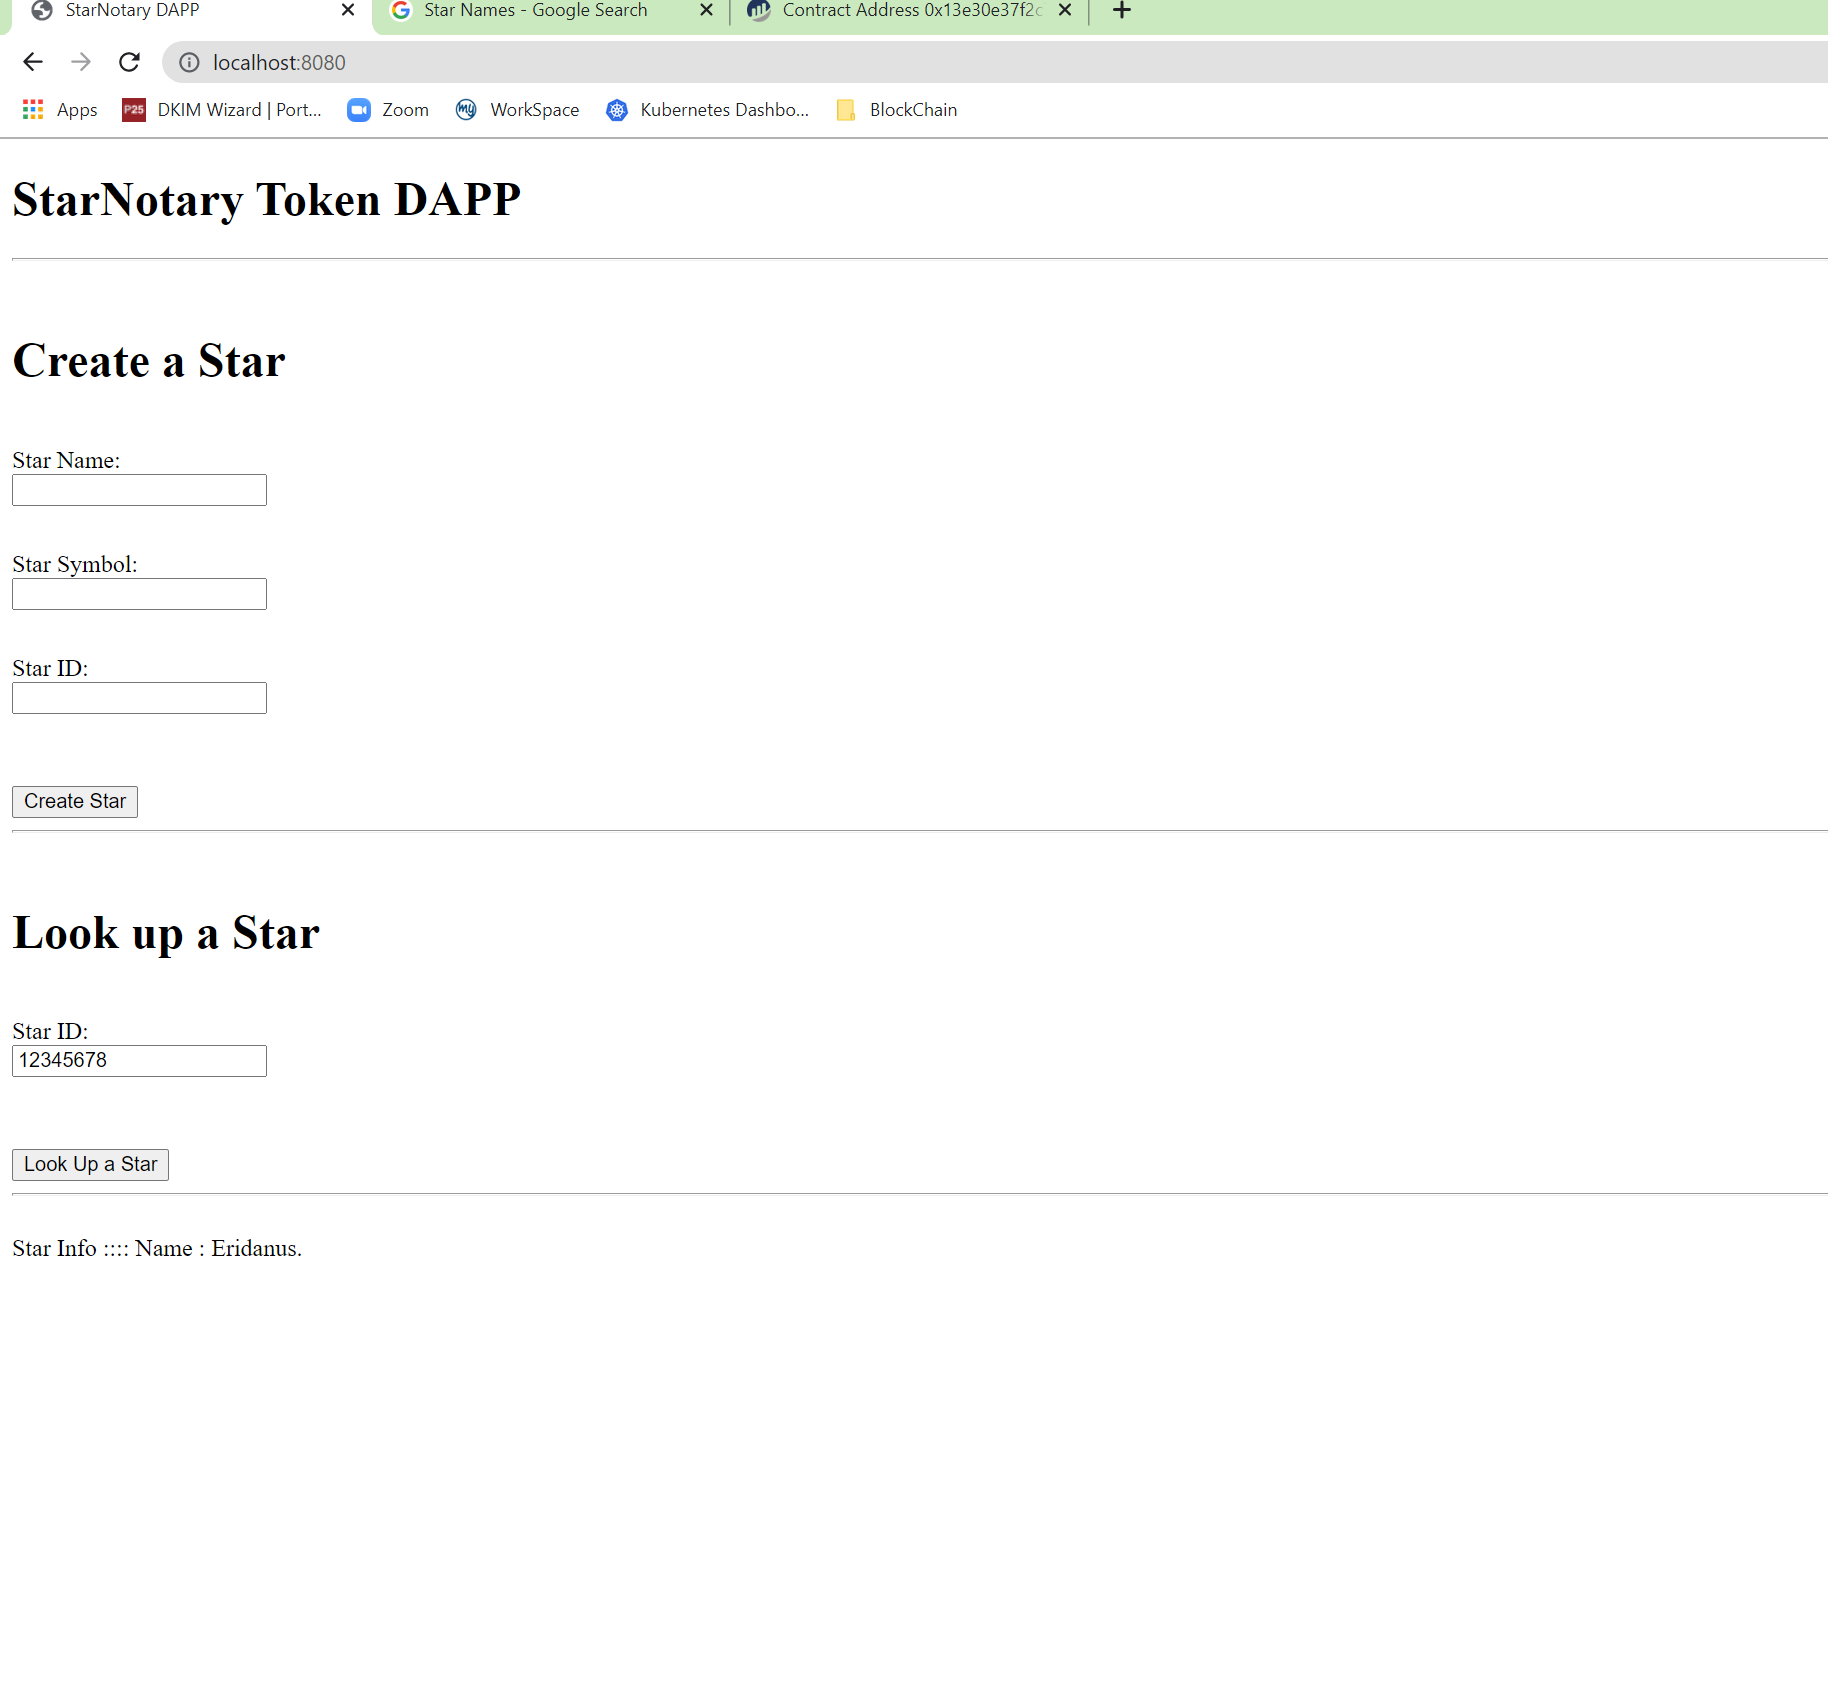 StarNotary DAPP
Star Names - Google Search
Contract Address 0x13e30e37f2c
localhost:8080
Apps
P25
DKIM Wizard | Port...
Zoom
my
WorkSpace
Kubernetes Dashbo...
BlockChain
StarNotary Token DAPP
Create a Star
Star Name:
Star Symbol:
Star ID:
Create Star
Look up a Star
Star ID:
12345678
Look Up a Star
Star Info :::: Name : Eridanus.